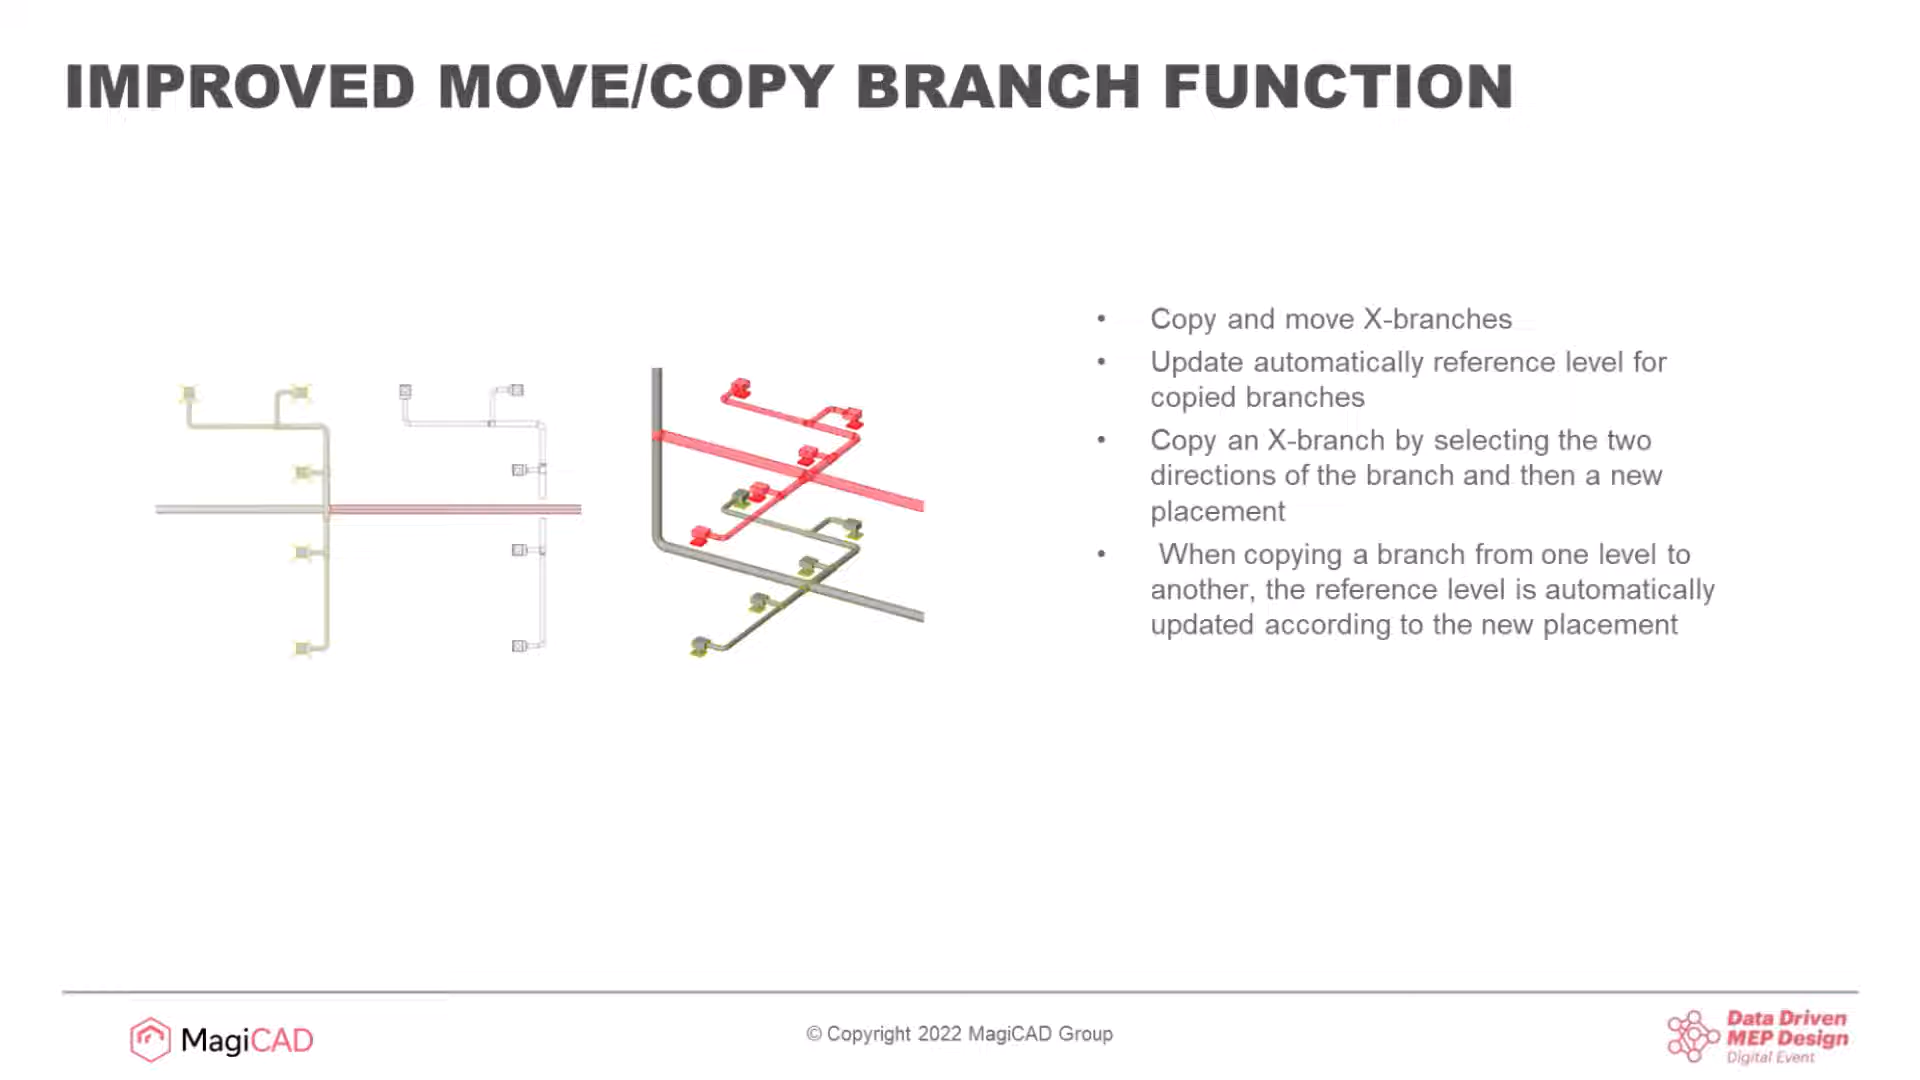 IMPROVED MOVE/COPY BRANCH FUNCTION
• Copy and move X-branches
• Update automatically reference level for
copied branches
• Copy an X-branch by selecting the two
directions of the branch and then a new
placement
• When copying a branch from one level to
another, the reference level is automatically
updated according to the new placement
MagiCAD
© Copyright 2022 MagiCAD Group
Data Driven
MEP Design
Digital Event